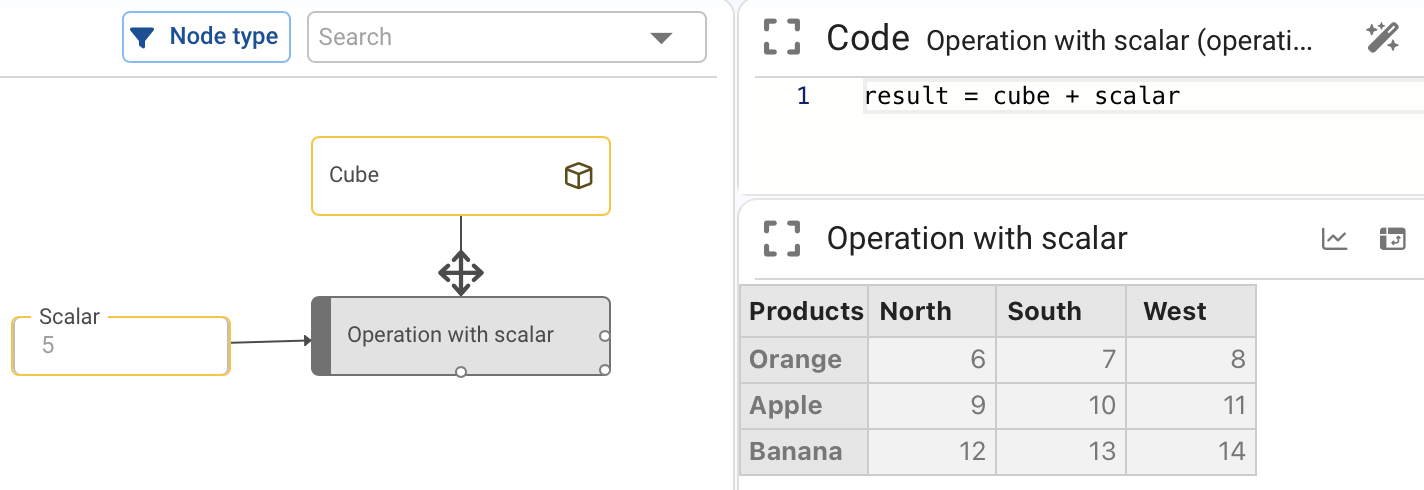 Node type
Search
Cube
Scalar
5
Operation with scalar
Code Operation with scalar (operati...
1 result = cube + scalar
Operation with scalar
Products North South West
Orange 6 7 8
Apple 9 10 11
Banana 12 13 14